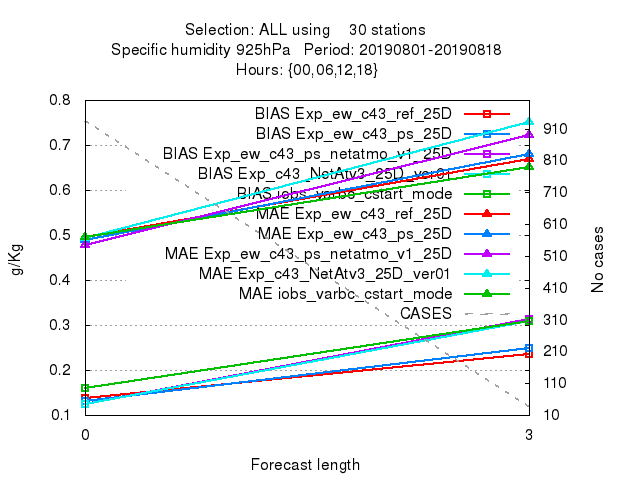 Selection: ALL using 30 stations
Specific humidity 925hPa Period: 20190801-20190818
Hours: {00,06,12,18}
0.8
0.7
0.6
0.5
0.4
0.3
0.2
0.1
g/Kg
BIAS Exp_ew_c43_ref_25D
BIAS Exp_ew_c43_ps_25D
BIAS Exp_ew_c43_ps_netatmo_v1_25D
BIAS Exp_c43_NetAtv3_25D_ver01
BIAS iobs_varbc_cstart_mode
MAE Exp_ew_c43_ref_25D
MAE Exp_ew_c43_ps_25D
MAE Exp_ew_c43_ps_netatmo_v1_25D
MAE Exp_c43_NetAtv3_25D_ver01
MAE iobs_varbc_cstart_mode
CASES
910
810
710
610
510
410
310
210
110
10
No cases
0 3
Forecast length